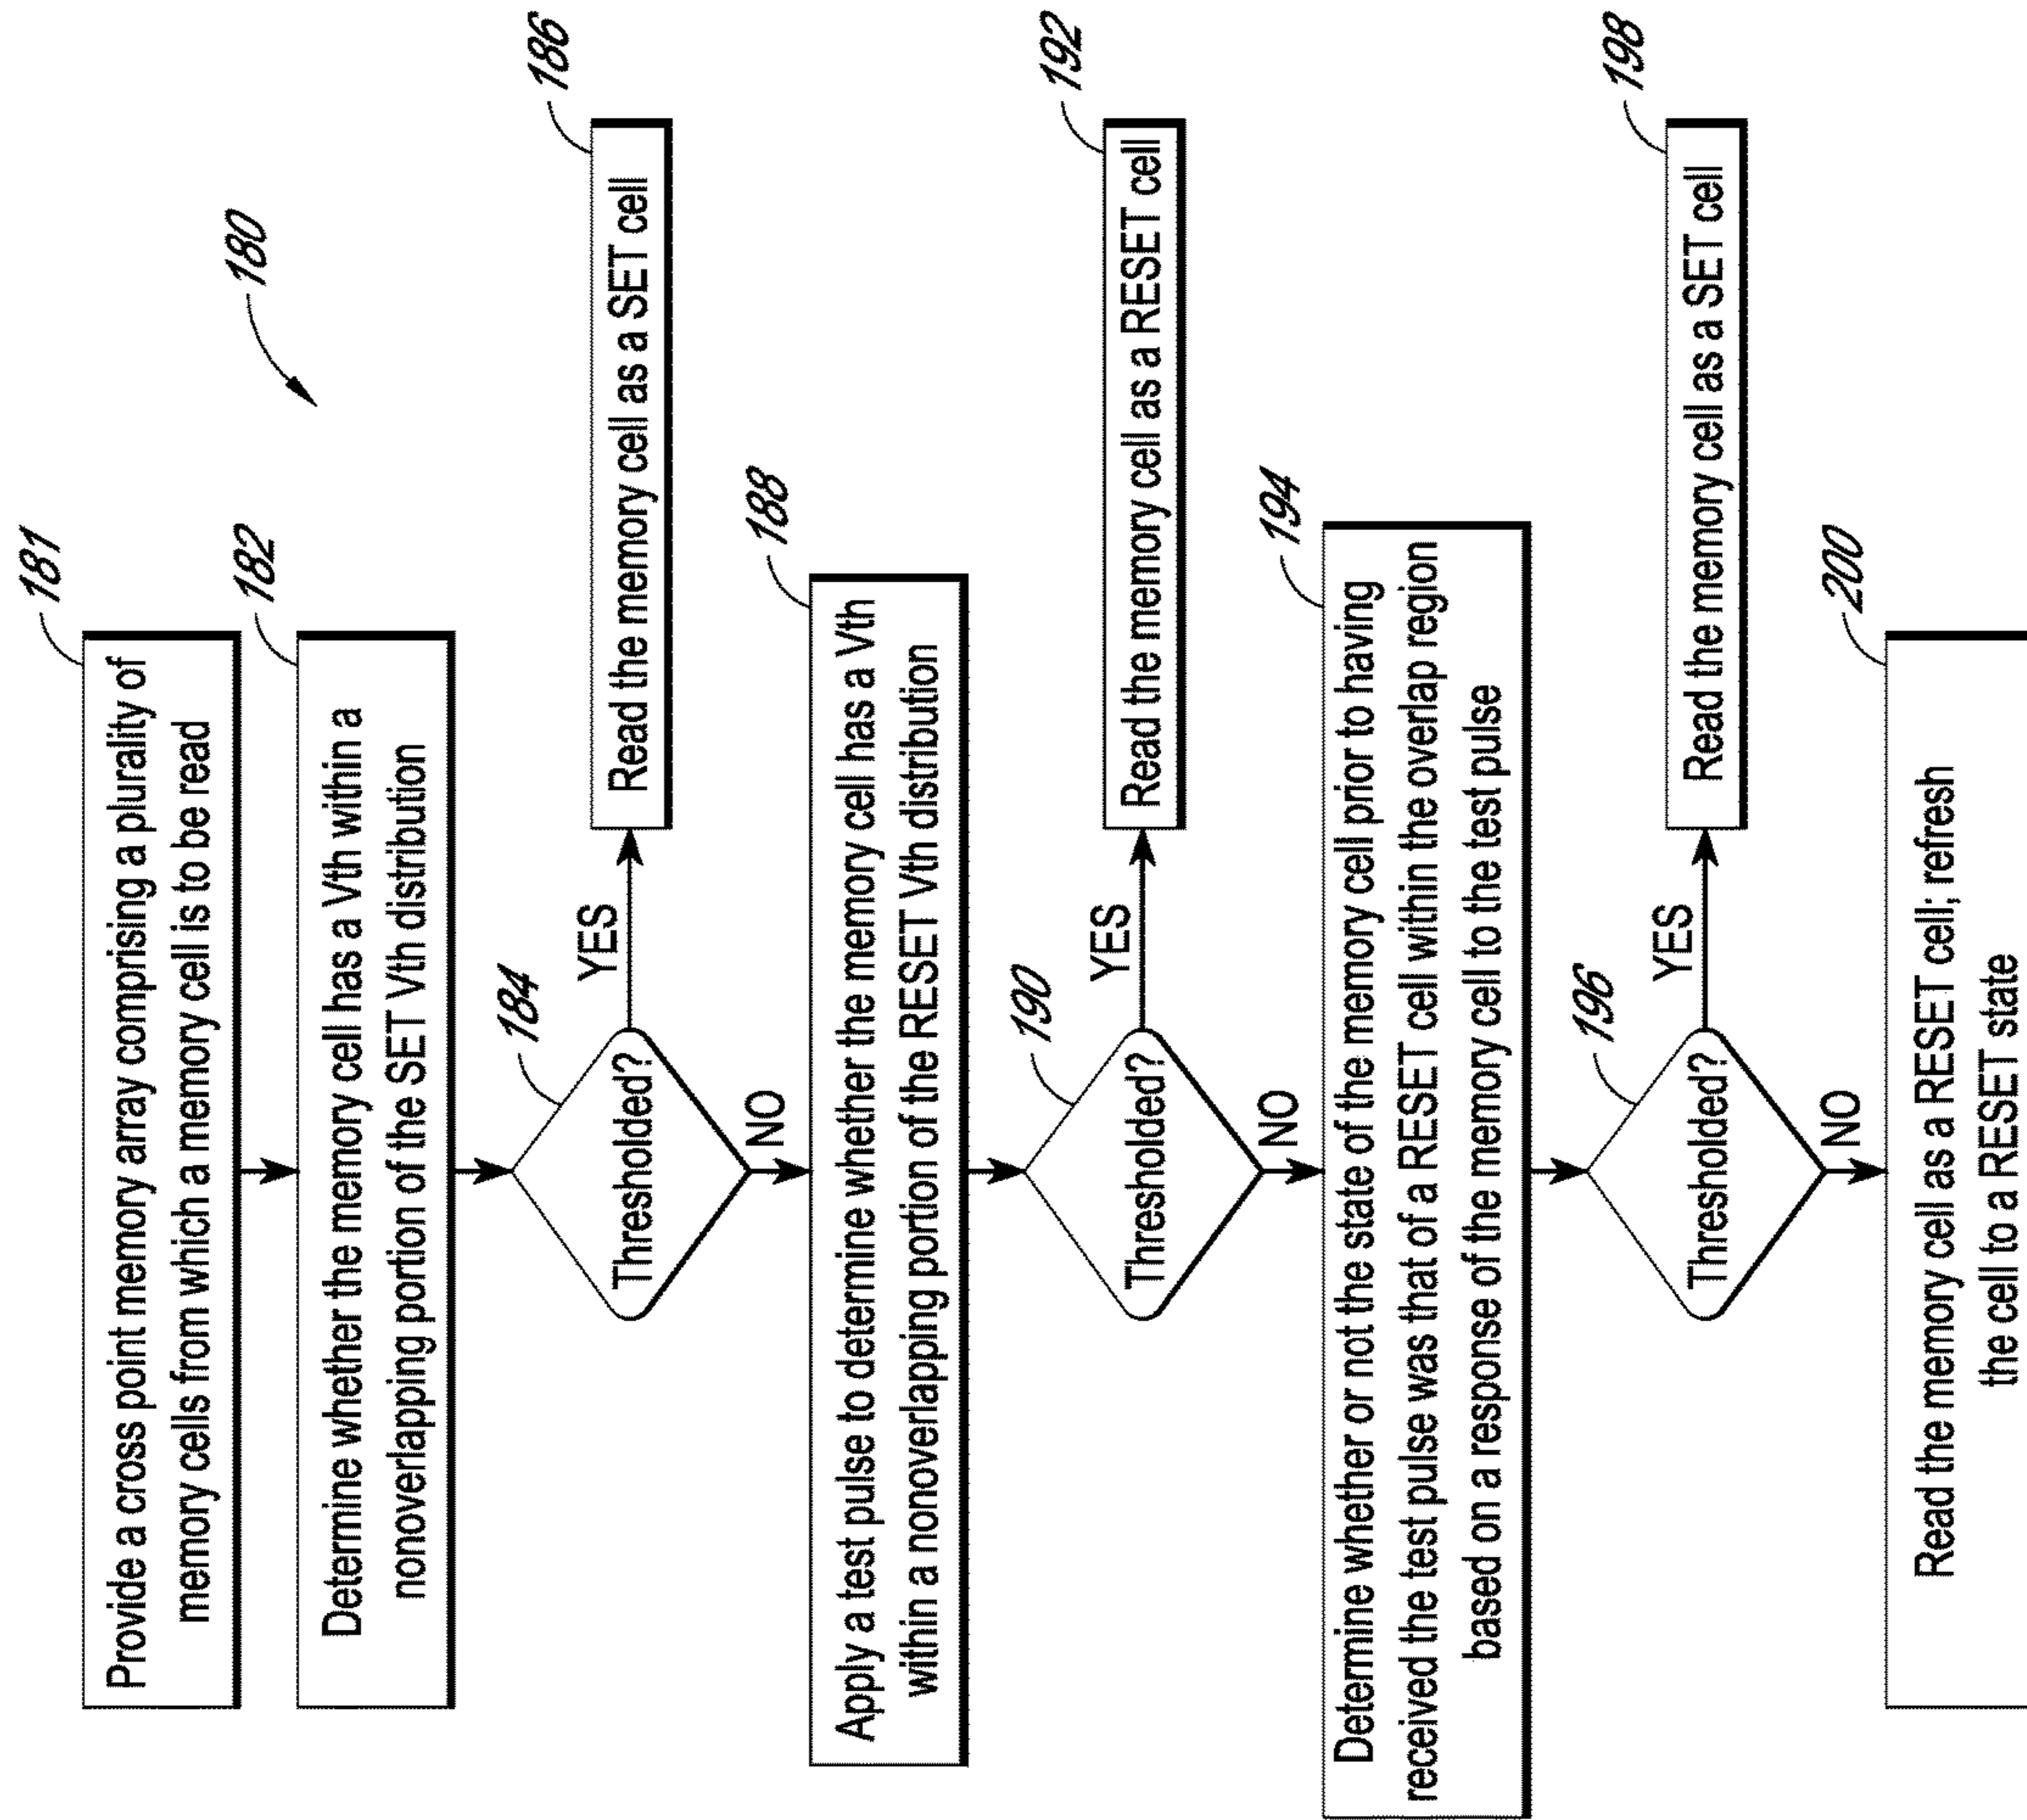 180
181
Provide a cross point memory array comprising a plurality of
memory cells from which a memory cell is to be read
182
Determine whether the memory cell has a Vth within a
nonoverlapping portion of the SET Vth distribution
184
Thresholded?
YES
186
Read the memory cell as a SET cell
NO
188
Apply a test pulse to determine whether the memory cell has a Vth
within a nonoverlapping portion of the RESET Vth distribution
190
Thresholded?
YES
192
Read the memory cell as a RESET cell
NO
194
Determine whether or not the state of the memory cell prior to having
received the test pulse was that of a RESET cell within the overlap region
based on a response of the memory cell to the test pulse
196
Thresholded?
YES
198
Read the memory cell as a SET cell
NO
200
Read the memory cell as a RESET cell; refresh
the cell to a RESET state